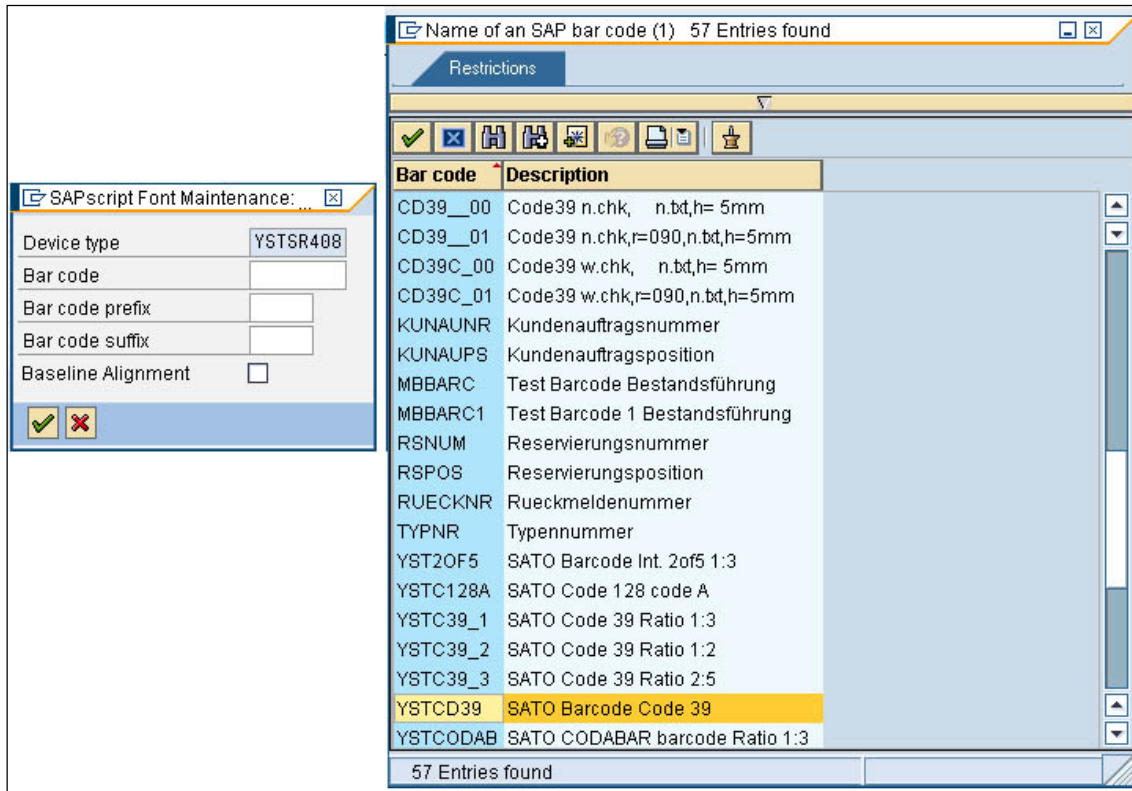 SAPscript Font Maintenance: ...
Device type YSTSR408
Bar code
Bar code prefix
Bar code suffix
Baseline Alignment
Name of an SAP bar code (1) 57 Entries found
Restrictions
Bar code Description
CD39__00 Code39 n.chk, n.txt,h= 5mm
CD39__01 Code39 n.chk,r=090,n.txt,h=5mm
CD39C_00 Code39 w.chk, n.txt,h= 5mm
CD39C_01 Code39 w.chk,r=090,n.txt,h=5mm
KUNAUNR Kundenauftragsnummer
KUNAUPS Kundenauftragsposition
MBBARC Test Barcode Bestandsführung
MBBARC1 Test Barcode 1 Bestandsführung
RSNUM Reservierungsnummer
RSPOS Reservierungsposition
RUECKNR Rueckmeldenummer
TYPNR Typennummer
YST2OF5 SATO Barcode Int. 2of5 1:3
YSTC128A SATO Code 128 code A
YSTC39_1 SATO Code 39 Ratio 1:3
YSTC39_2 SATO Code 39 Ratio 1:2
YSTC39_3 SATO Code 39 Ratio 2:5
YSTCD39 SATO Barcode Code 39
YSTCODAB SATO CODABAR barcode Ratio 1:3
57 Entries found